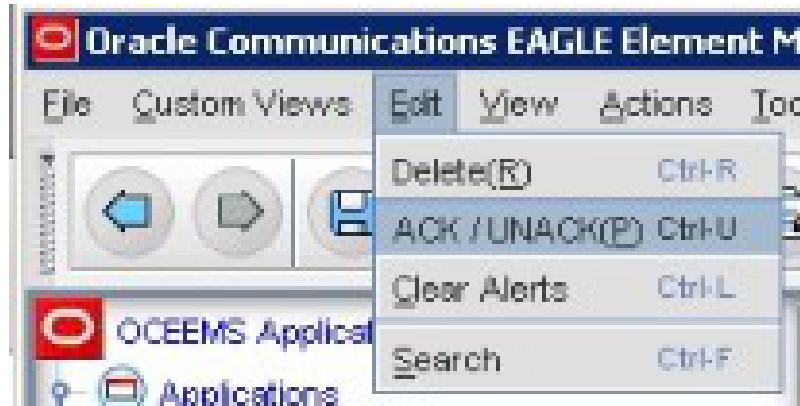 Oracle Communications EAGLE Element M
File Custom Views Edit View Actions Too
Delete(R) Ctrl-R
ACK / UNACK(P) Ctrl-U
Clear Alerts Ctrl-L
Search Ctrl-F
OCEEMS Applicat
Applications